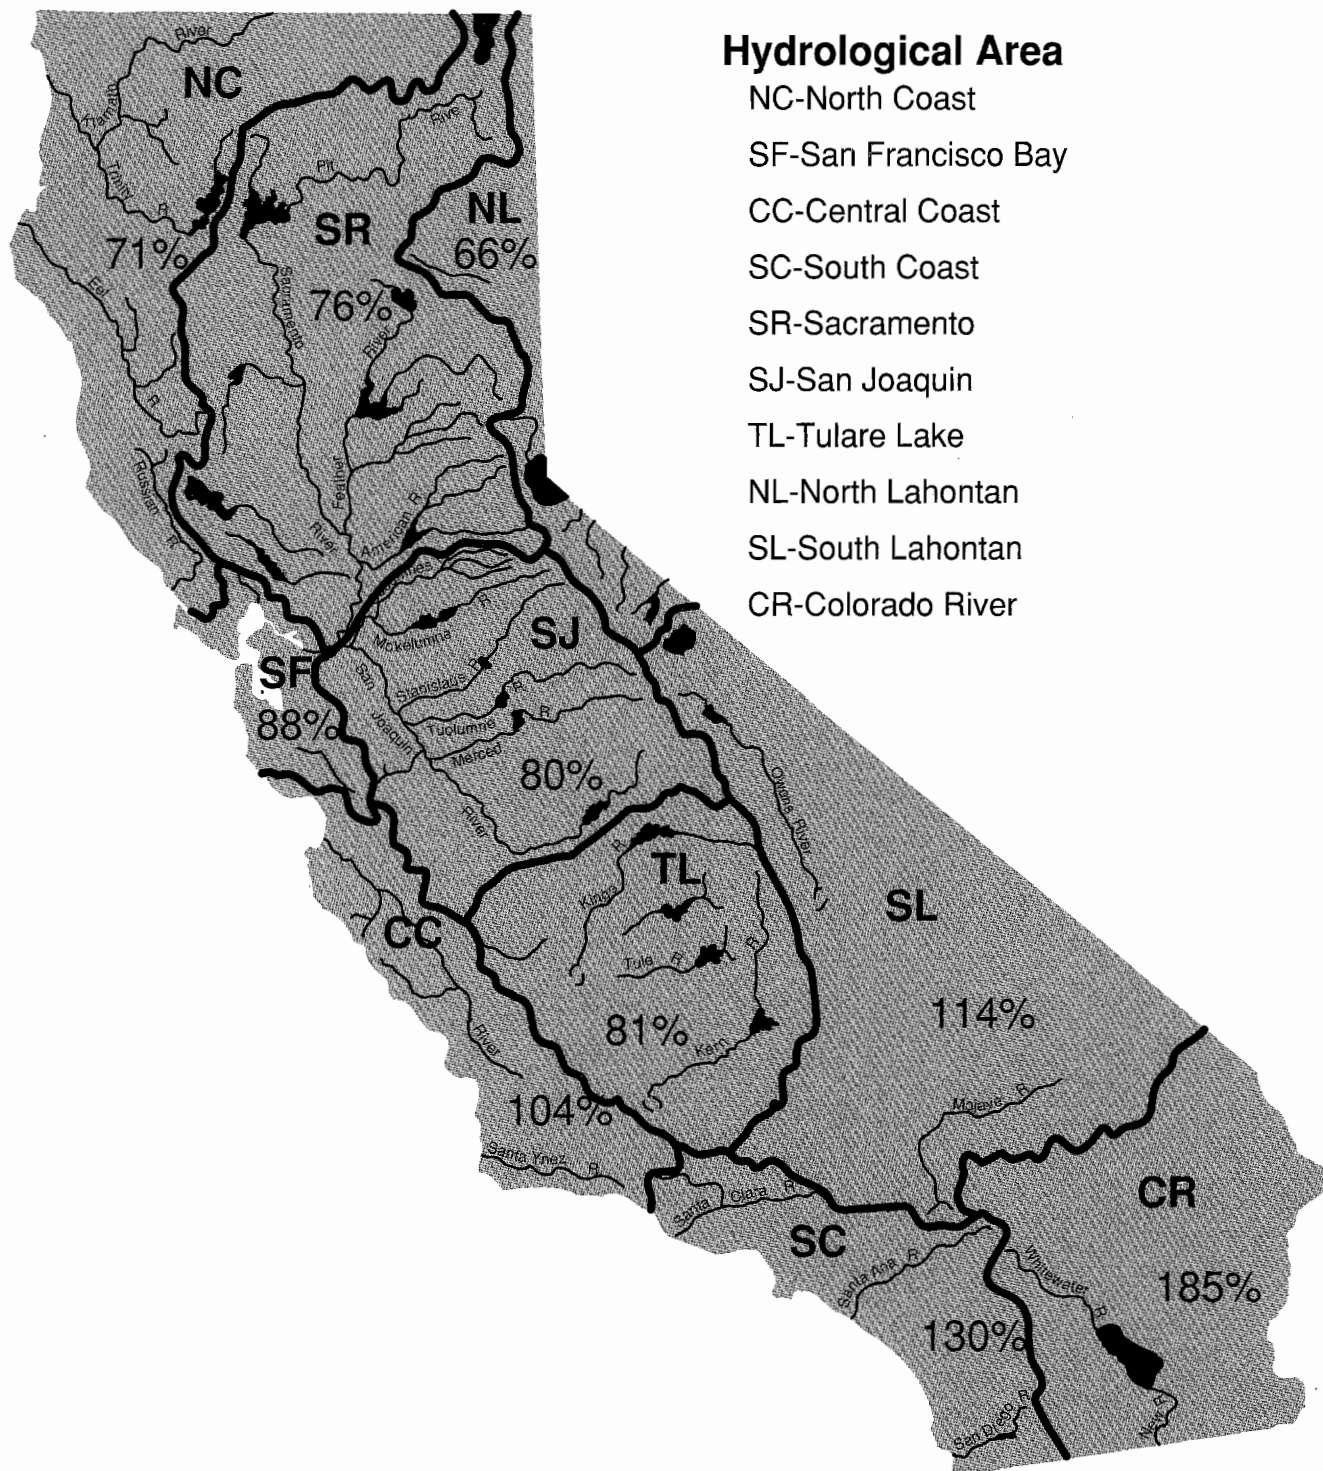 Hydrological Area
NC-North Coast
SF-San Francisco Bay
CC-Central Coast
SC-South Coast
SR-Sacramento
SJ-San Joaquin
TL-Tulare Lake
NL-North Lahontan
SL-South Lahontan
CR-Colorado River
River
NC
Klamath
Trinity
R.
71%
Eel
R.
Russian
R.
Pit
River
SR
76%
Sacramento
River
NL
66%
River
Feather
American R.
Mokelumne
R.
SJ
Stanislaus
R.
Tuolumne
R.
Merced
R.
San
Joaquin
River
80%
SF
88%
Owens River
TL
Kings
R.
Tule R.
81%
Kern
R.
CC
River
104%
Santa Ynez R.
SL
114%
Mojave R.
Santa Clara R.
SC
Santa Ana R.
130%
San Diego R.
CR
185%
Whitewater
R.
New R.